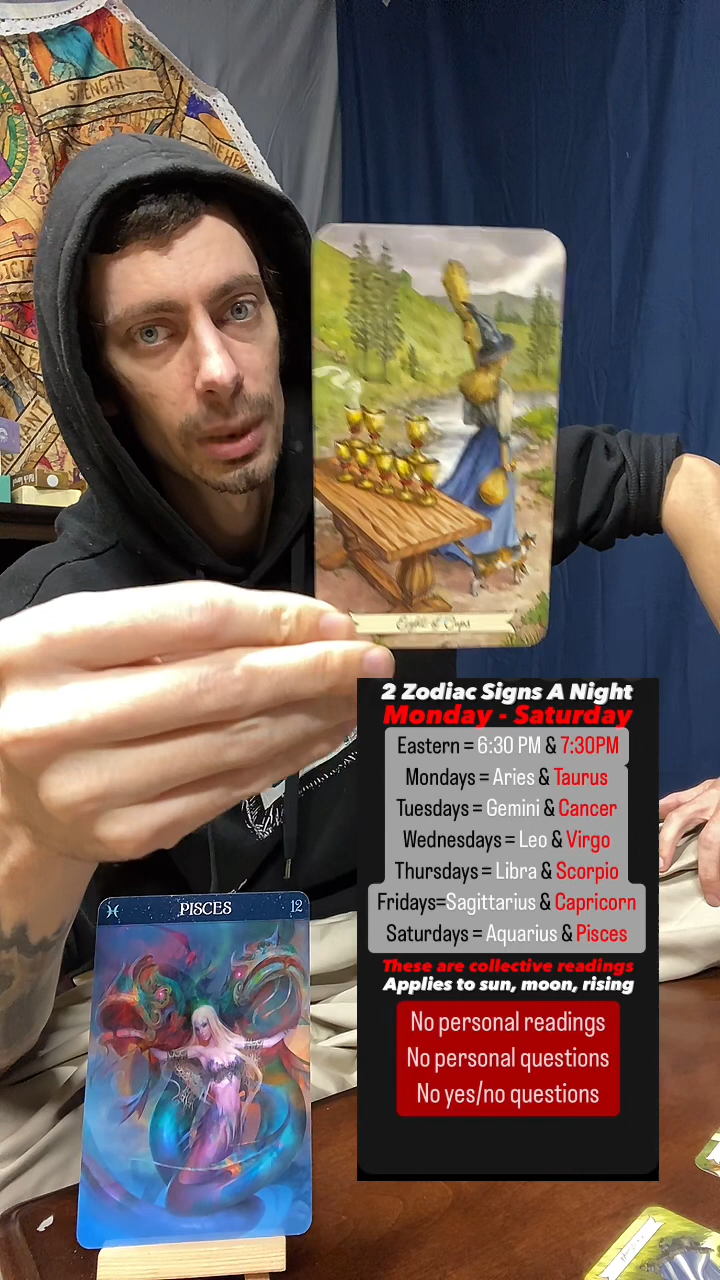 STRENGTH
Eight of Cups
2 Zodiac Signs A Night
Monday - Saturday
Eastern = 6:30 PM & 7:30PM
Mondays = Aries & Taurus
Tuesdays = Gemini & Cancer
Wednesdays = Leo & Virgo
Thursdays = Libra & Scorpio
Fridays=Sagittarius & Capricorn
Saturdays = Aquarius & Pisces
These are collective readings
Applies to sun, moon, rising
No personal readings
No personal questions
No yes/no questions
PISCES 12